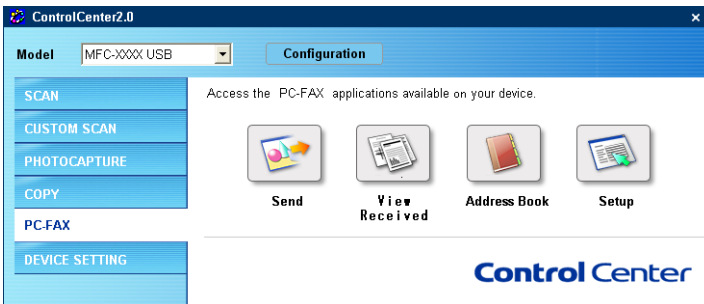 ControlCenter2.0
Model MFC-XXXX USB Configuration
SCAN
CUSTOM SCAN
PHOTOCAPTURE
COPY
PC-FAX
DEVICE SETTING
Access the PC-FAX applications available on your device.
Send View Received Address Book Setup
Control Center